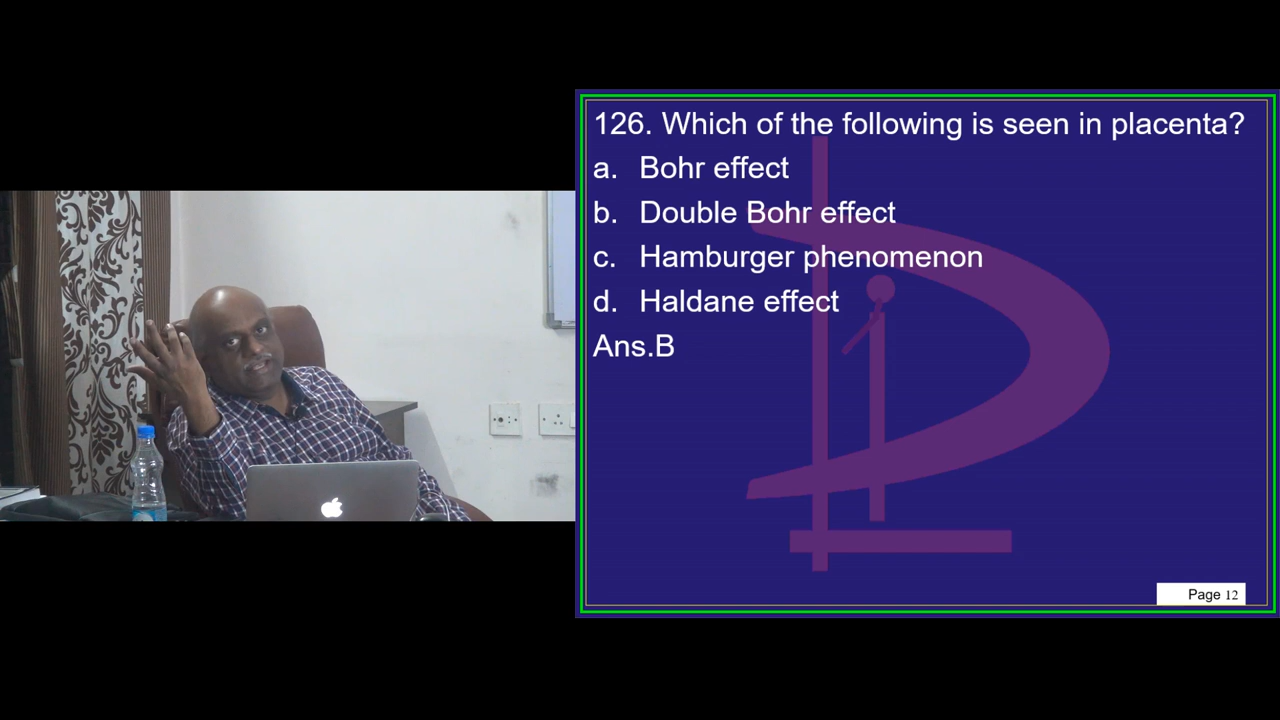 126. Which of the following is seen in placenta?
a. Bohr effect
b. Double Bohr effect
c. Hamburger phenomenon
d. Haldane effect
Ans.B
Page 12